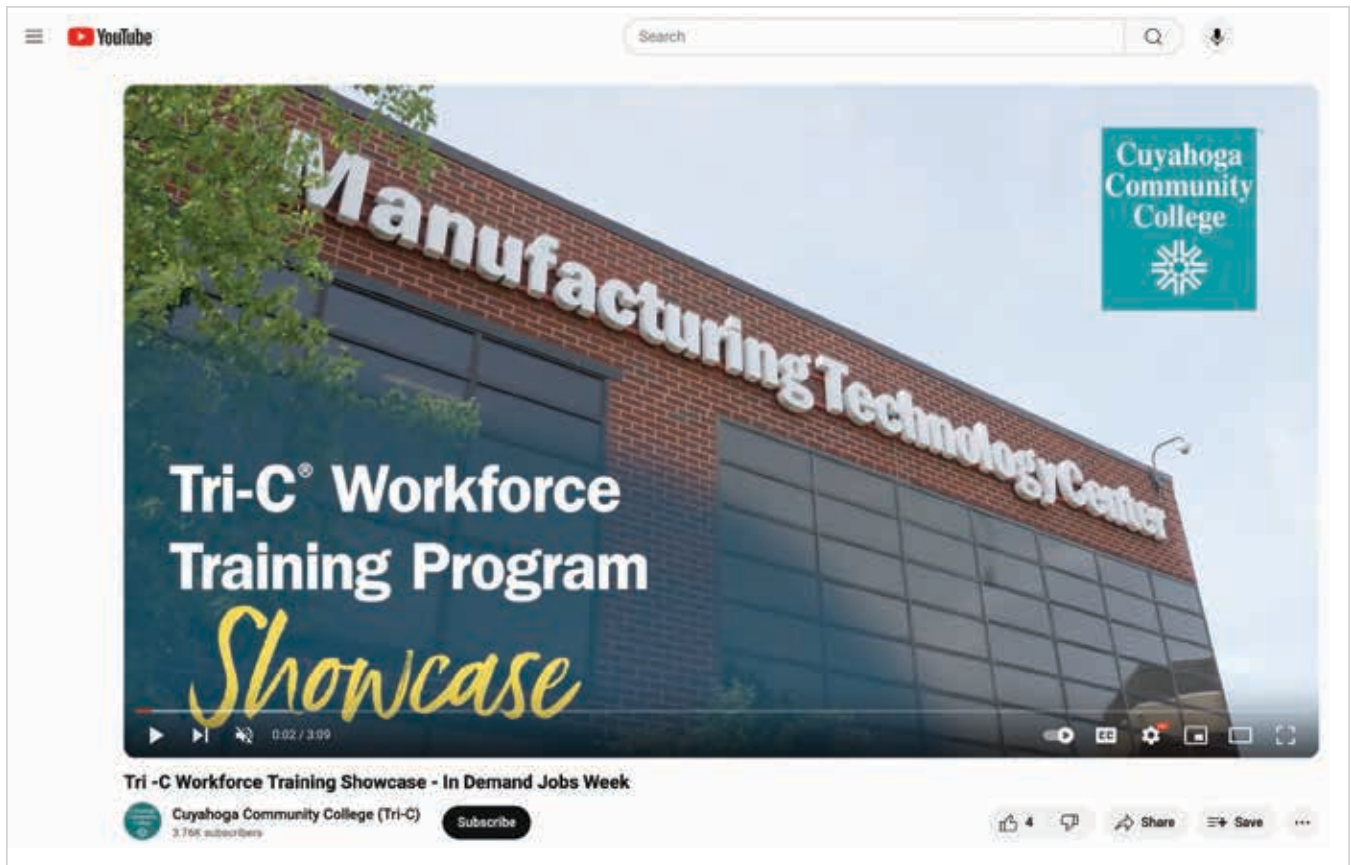 YouTube
Search
Manufacturing Technology Center
Cuyahoga
Community
College
Tri-C® Workforce
Training Program
Showcase
0:02 / 3:09
CC
Tri -C Workforce Training Showcase - In Demand Jobs Week
Cuyahoga Community College (Tri-C)
3.76K subscribers
Subscribe
4
Share
Save